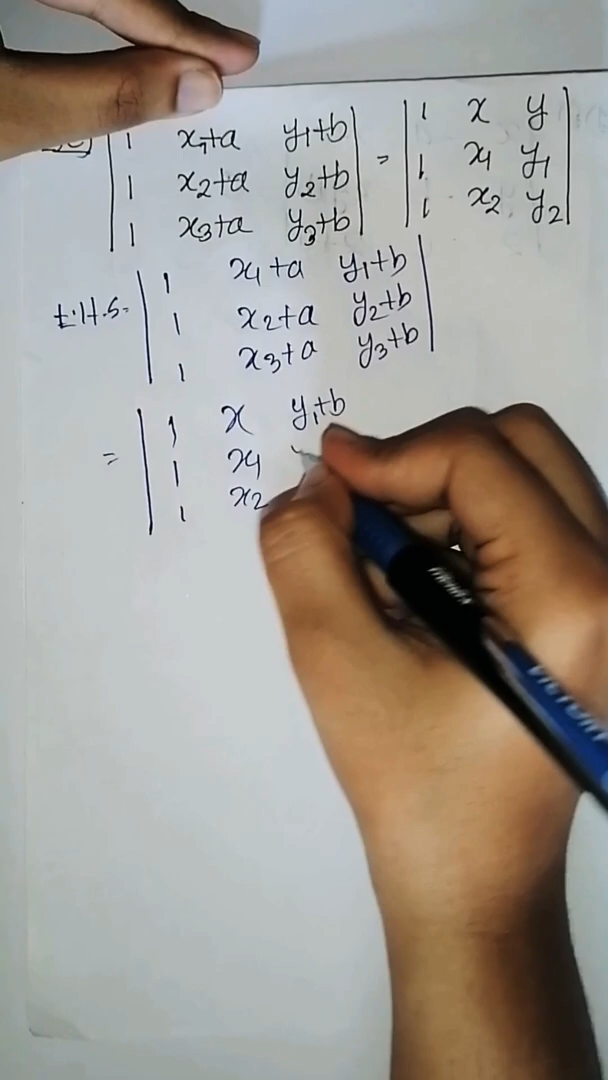 | 1 x₁+a y₁+b | = | 1 x y |
| 1 x₂+a y₂+b | | 1 x₁ y₁ |
| 1 x₃+a y₃+b | | 1 x₂ y₂ |
| 1 x₁+a y₁+b |
| 1 x₂+a y₂+b |
| 1 x₃+a y₃+b |
= | 1 x y₁+b
| 1 x₁
| 1 x₂